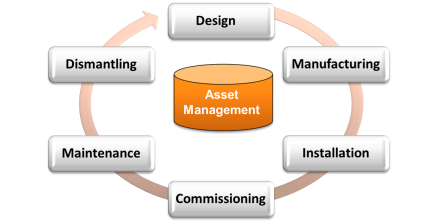 Design
Dismantling
Manufacturing
Asset
Management
Maintenance
Installation
Commissioning